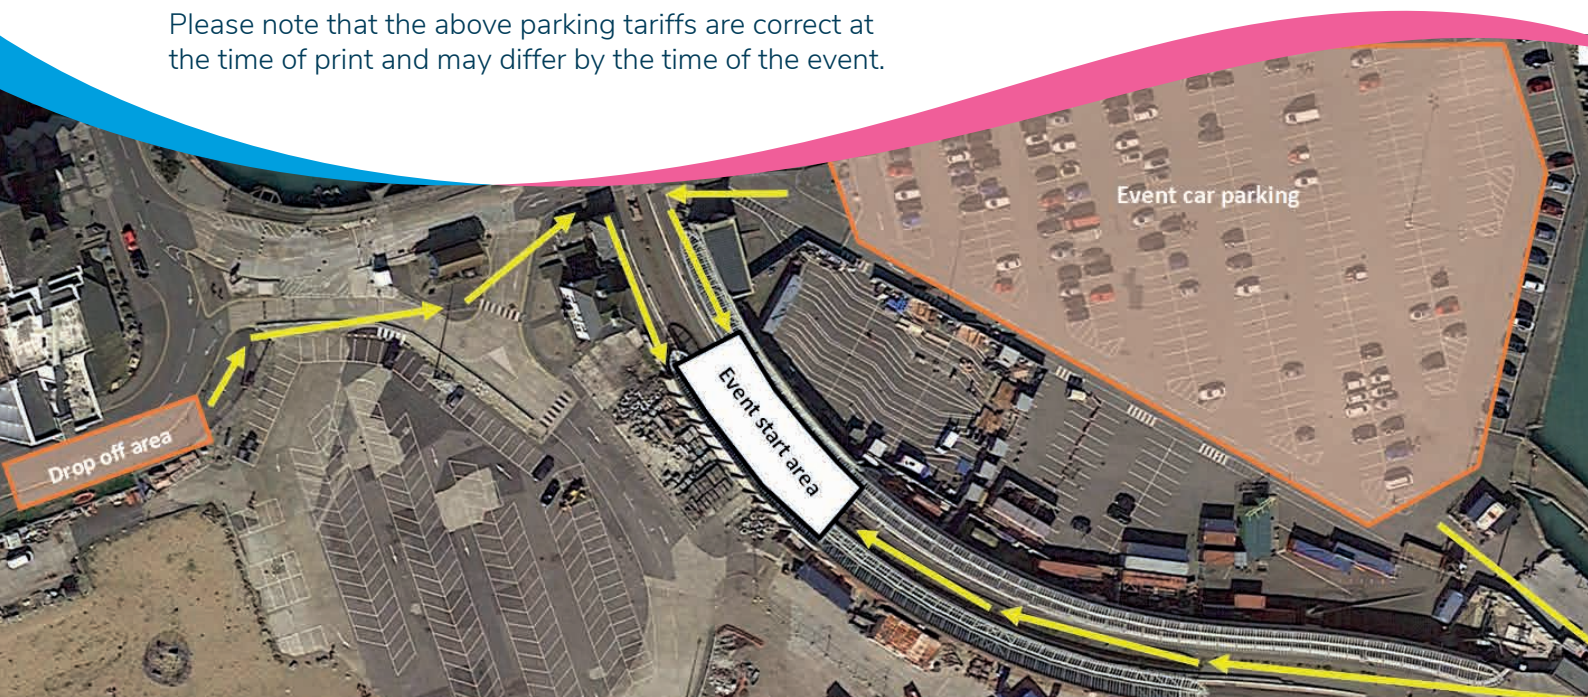 Please note that the above parking tariffs are correct at
the time of print and may differ by the time of the event.
Event car parking
Drop off area
Event start area